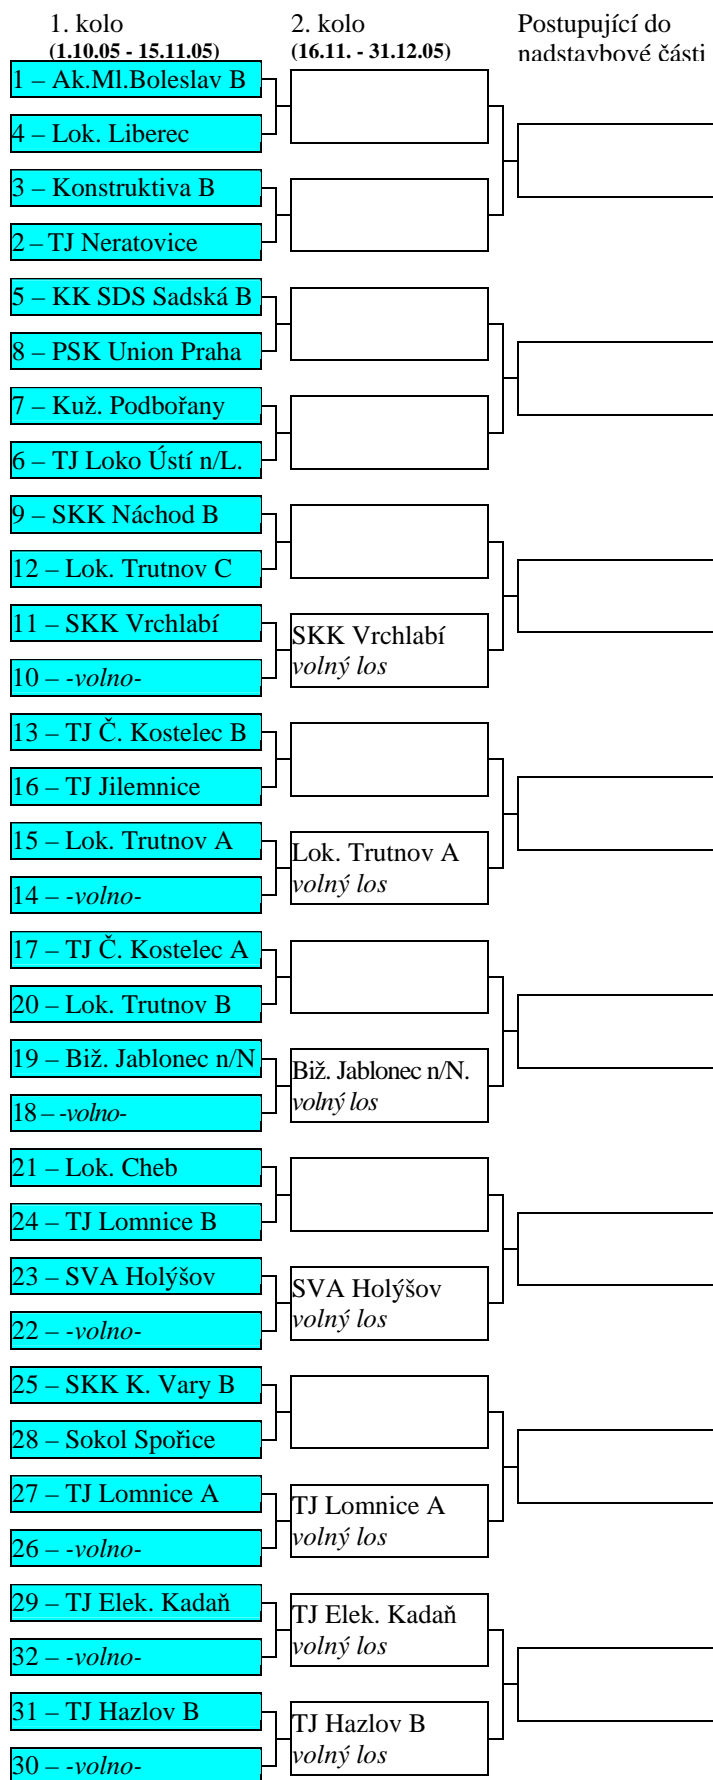 1. kolo
(1.10.05 - 15.11.05)
2. kolo
(16.11. - 31.12.05)
Postupující do
nadstavbové části
1 – Ak.Ml.Boleslav B
4 – Lok. Liberec
3 – Konstruktiva B
2 – TJ Neratovice
5 – KK SDS Sadská B
8 – PSK Union Praha
7 – Kuž. Podbořany
6 – TJ Loko Ústí n/L.
9 – SKK Náchod B
12 – Lok. Trutnov C
11 – SKK Vrchlabí
10 – -volno-
SKK Vrchlabí
volný los
13 – TJ Č. Kostelec B
16 – TJ Jilemnice
15 – Lok. Trutnov A
14 – -volno-
Lok. Trutnov A
volný los
17 – TJ Č. Kostelec A
20 – Lok. Trutnov B
19 – Biž. Jablonec n/N
18 – -volno-
Biž. Jablonec n/N.
volný los
21 – Lok. Cheb
24 – TJ Lomnice B
23 – SVA Holýšov
22 – -volno-
SVA Holýšov
volný los
25 – SKK K. Vary B
28 – Sokol Spořice
27 – TJ Lomnice A
26 – -volno-
TJ Lomnice A
volný los
29 – TJ Elek. Kadaň
32 – -volno-
TJ Elek. Kadaň
volný los
31 – TJ Hazlov B
30 – -volno-
TJ Hazlov B
volný los